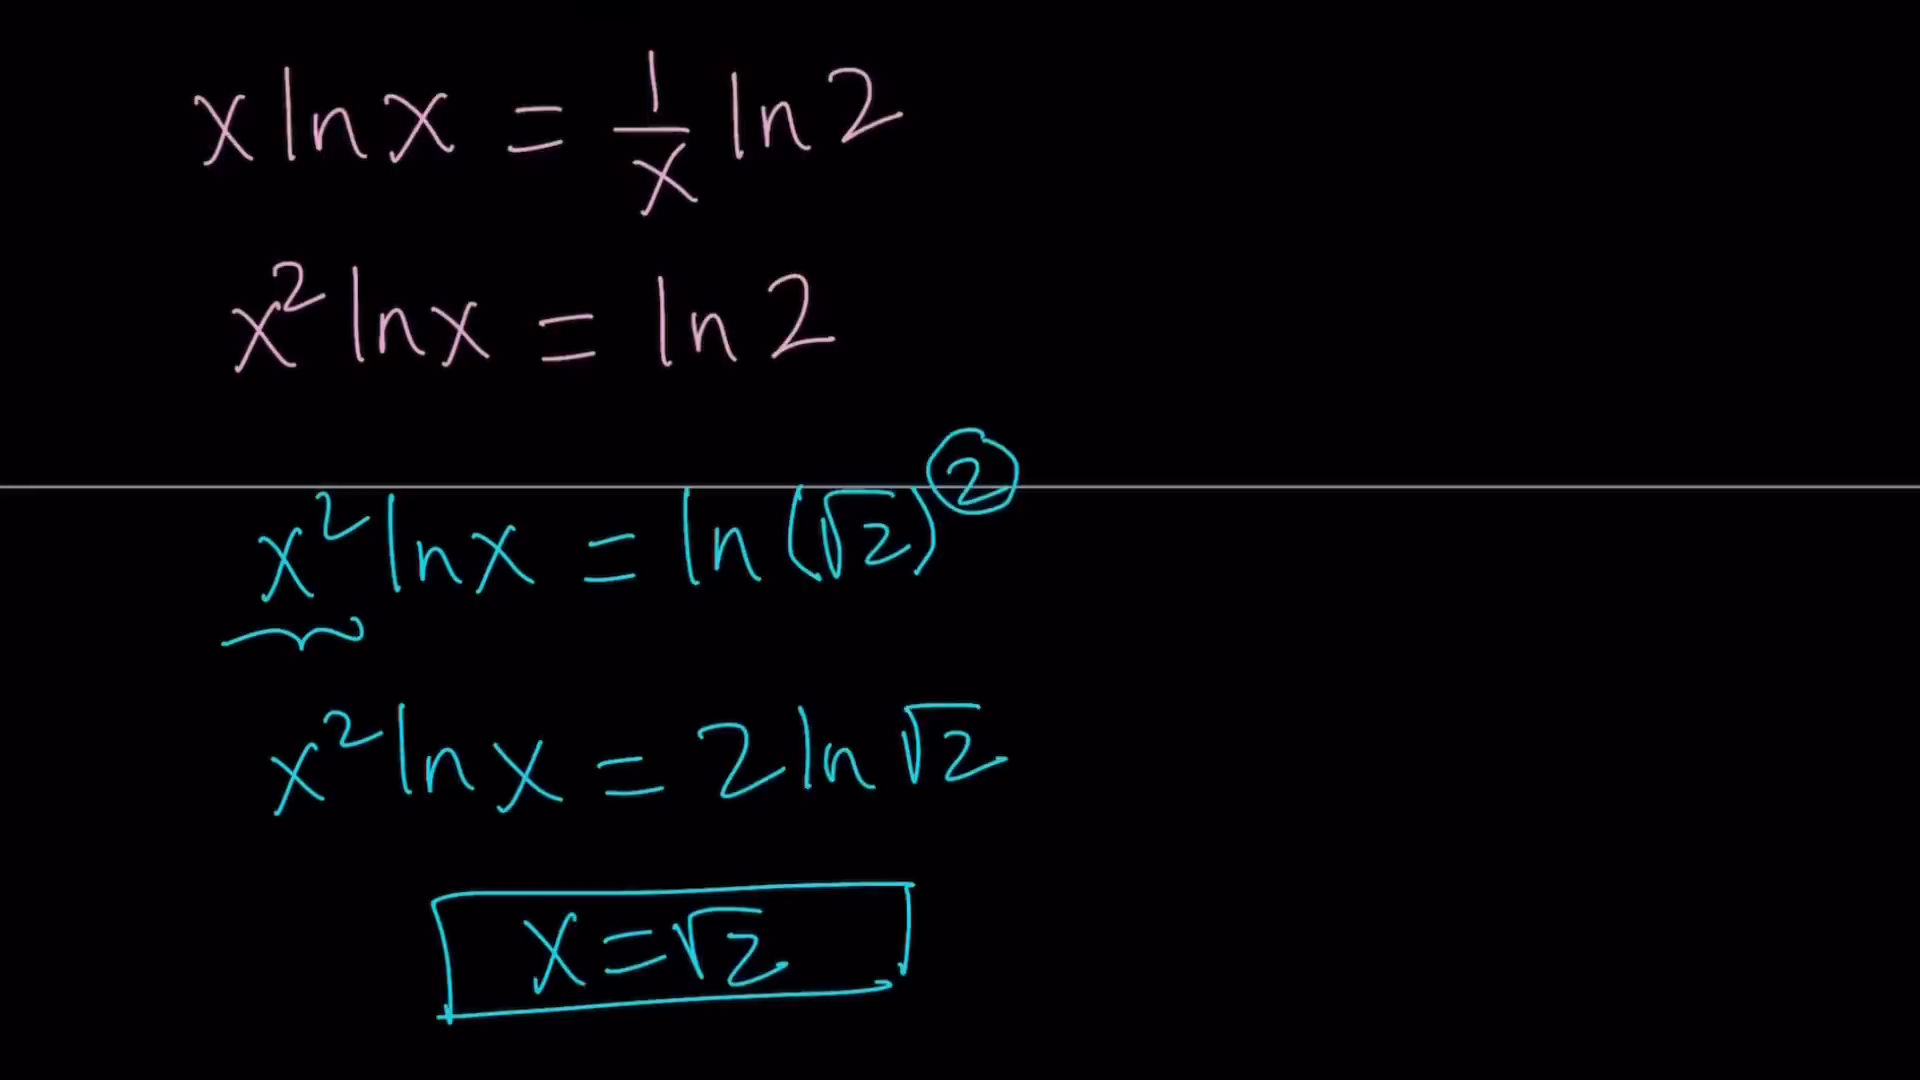 x ln x = 1/x ln 2
x² ln x = ln 2
x² ln x = ln (√2)²
x² ln x = 2 ln √2
x = √2